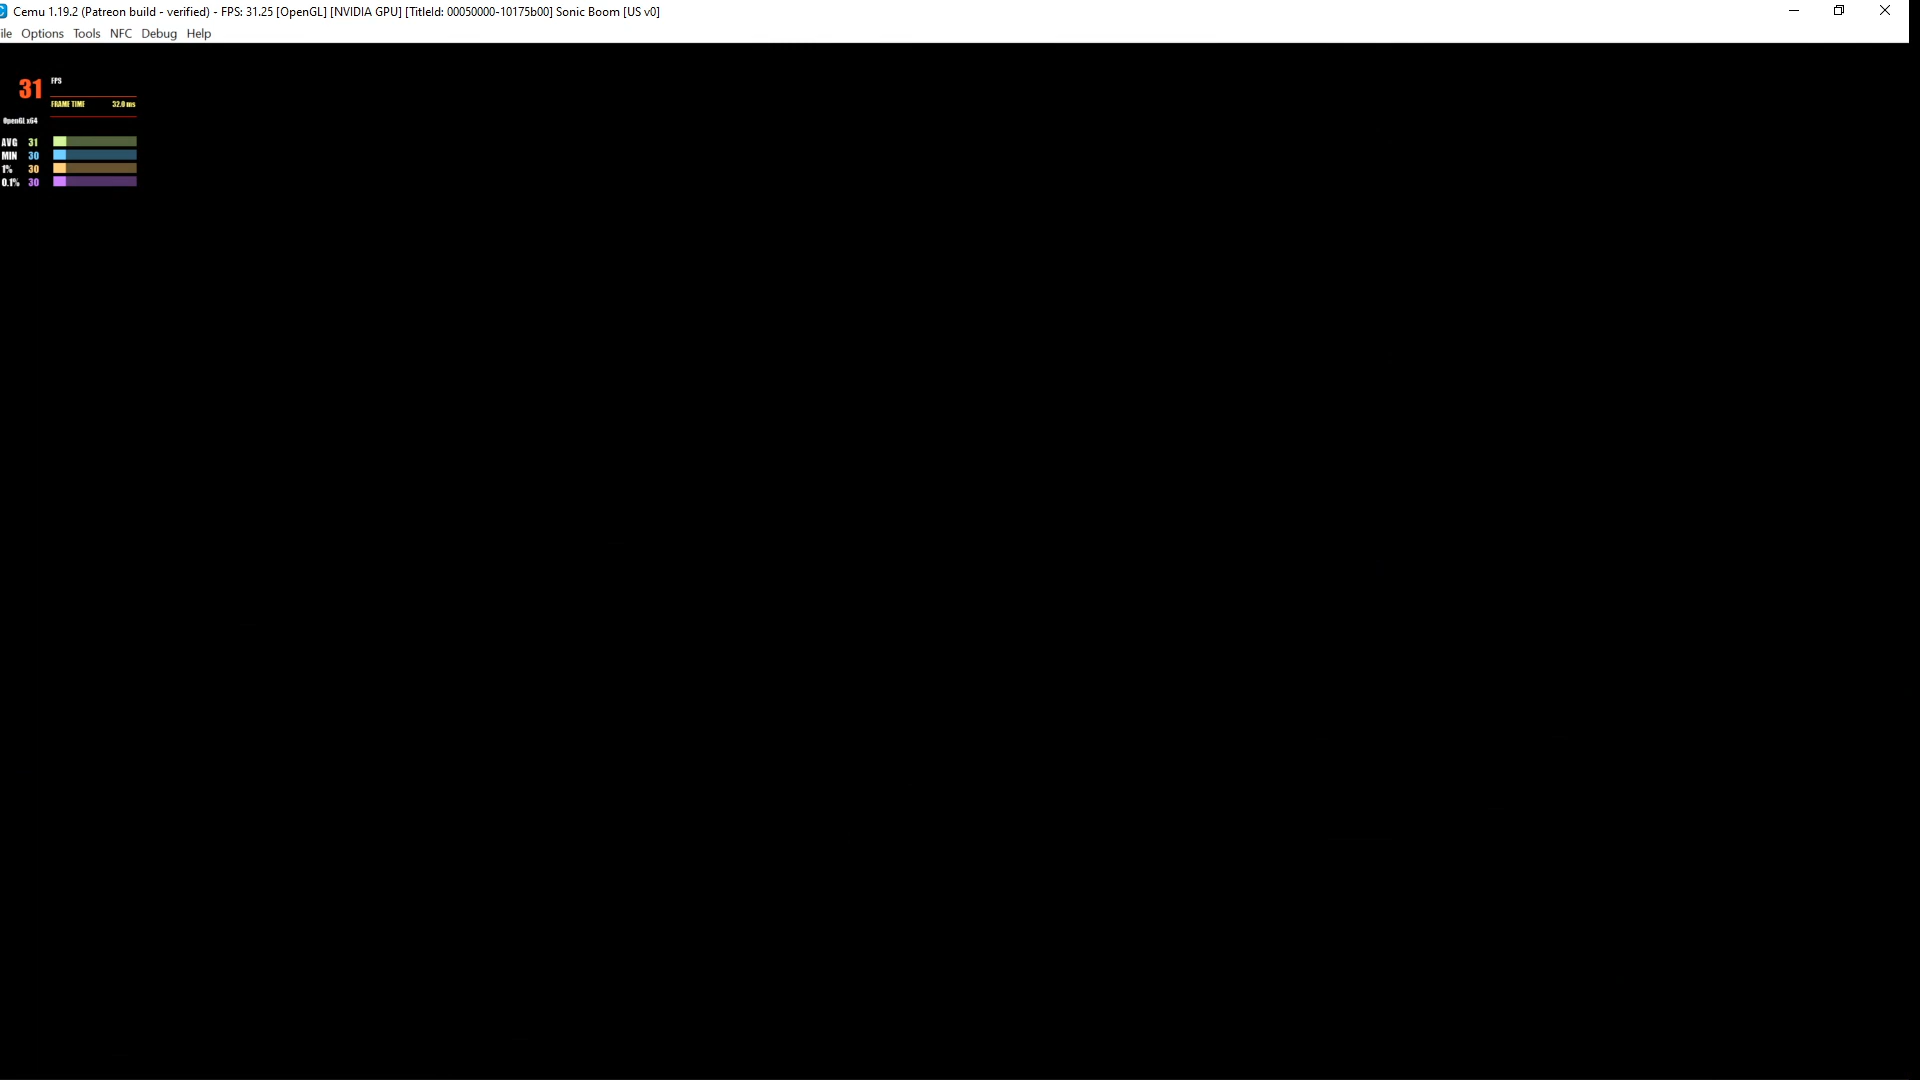 Cemu 1.19.2 (Patreon build - verified) - FPS: 31.25 [OpenGL] [NVIDIA GPU] [TitleId: 00050000-10175b00] Sonic Boom [US v0]
ile Options Tools NFC Debug Help
31 FPS
FRAME TIME 32.0 ms
OpenGL x64
AVG 31
MIN 30
1% 30
0.1% 30